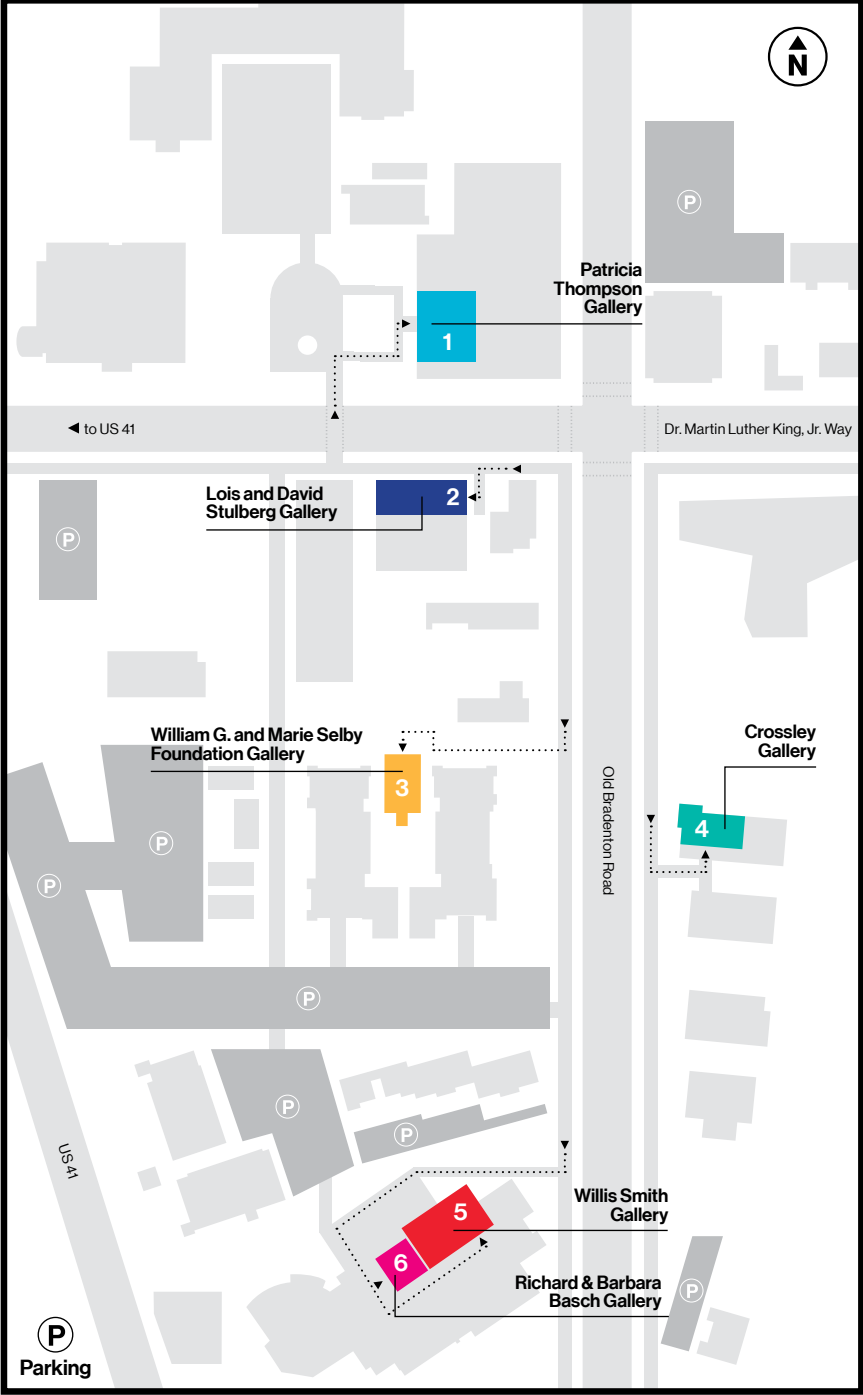 N
P
Patricia
Thompson
Gallery
1
to US 41
Dr. Martin Luther King, Jr. Way
Lois and David
Stulberg Gallery
2
P
William G. and Marie Selby
Foundation Gallery
3
Crossley
Gallery
4
Old Bradenton Road
P
P
P
P
P
US 41
Willis Smith
Gallery
5
6
Richard & Barbara
Basch Gallery
P
P
Parking